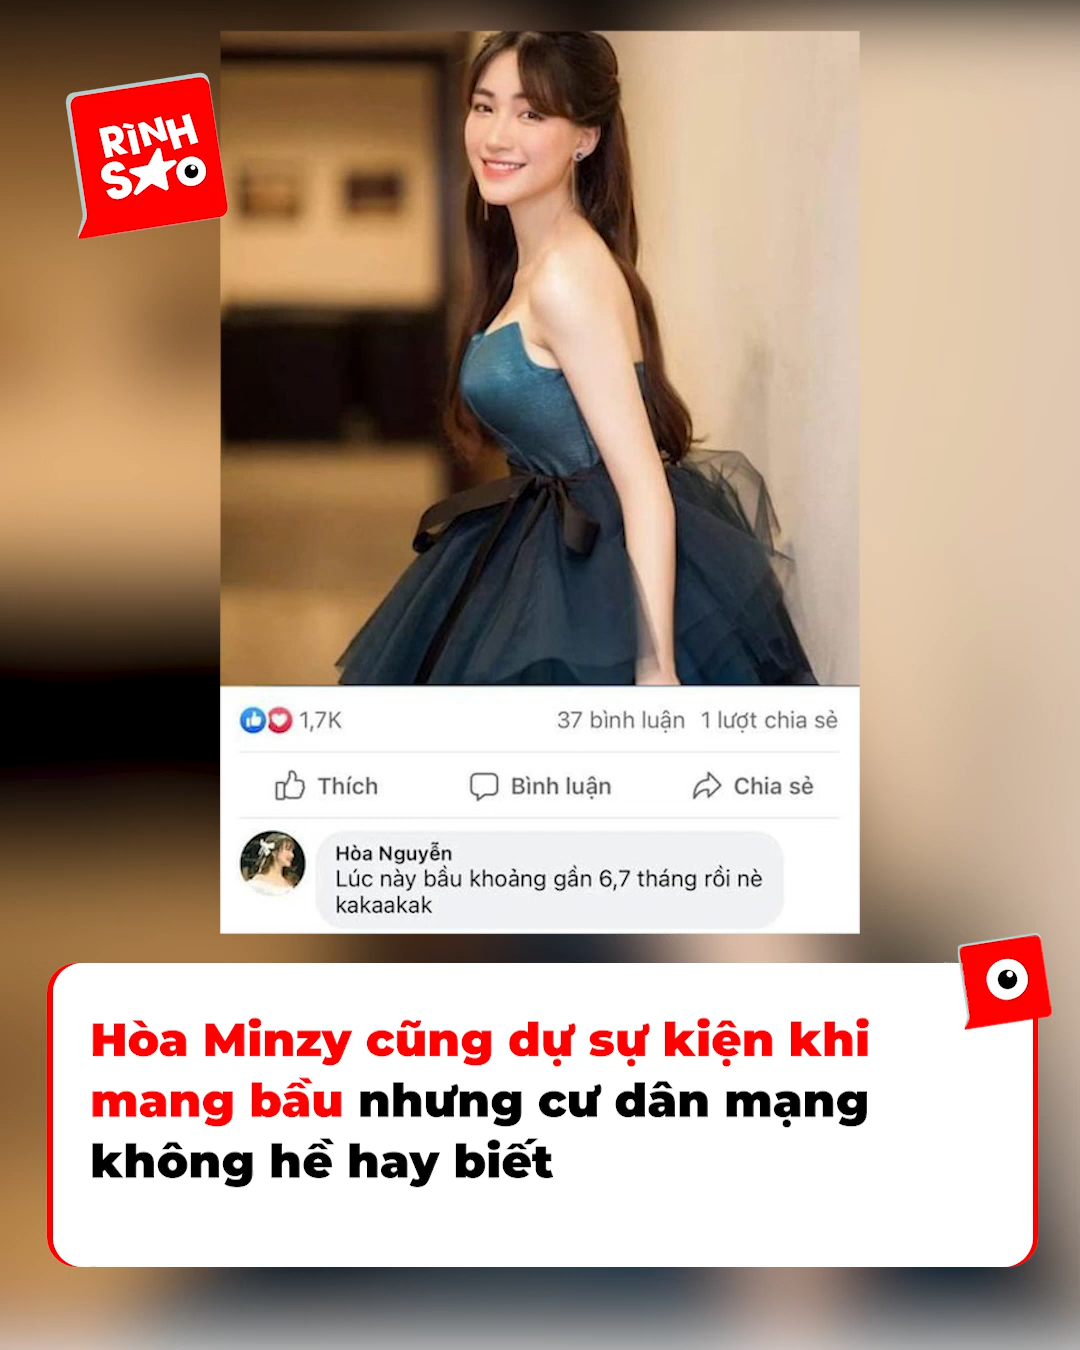 RÌNH
SAO
1,7K 37 bình luận 1 lượt chia sẻ
Thích Bình luận Chia sẻ
Hòa Nguyễn
Lúc này bầu khoảng gần 6,7 tháng rồi nè
kakaakak
Hòa Minzy cũng dự sự kiện khi
mang bầu nhưng cư dân mạng
không hề hay biết